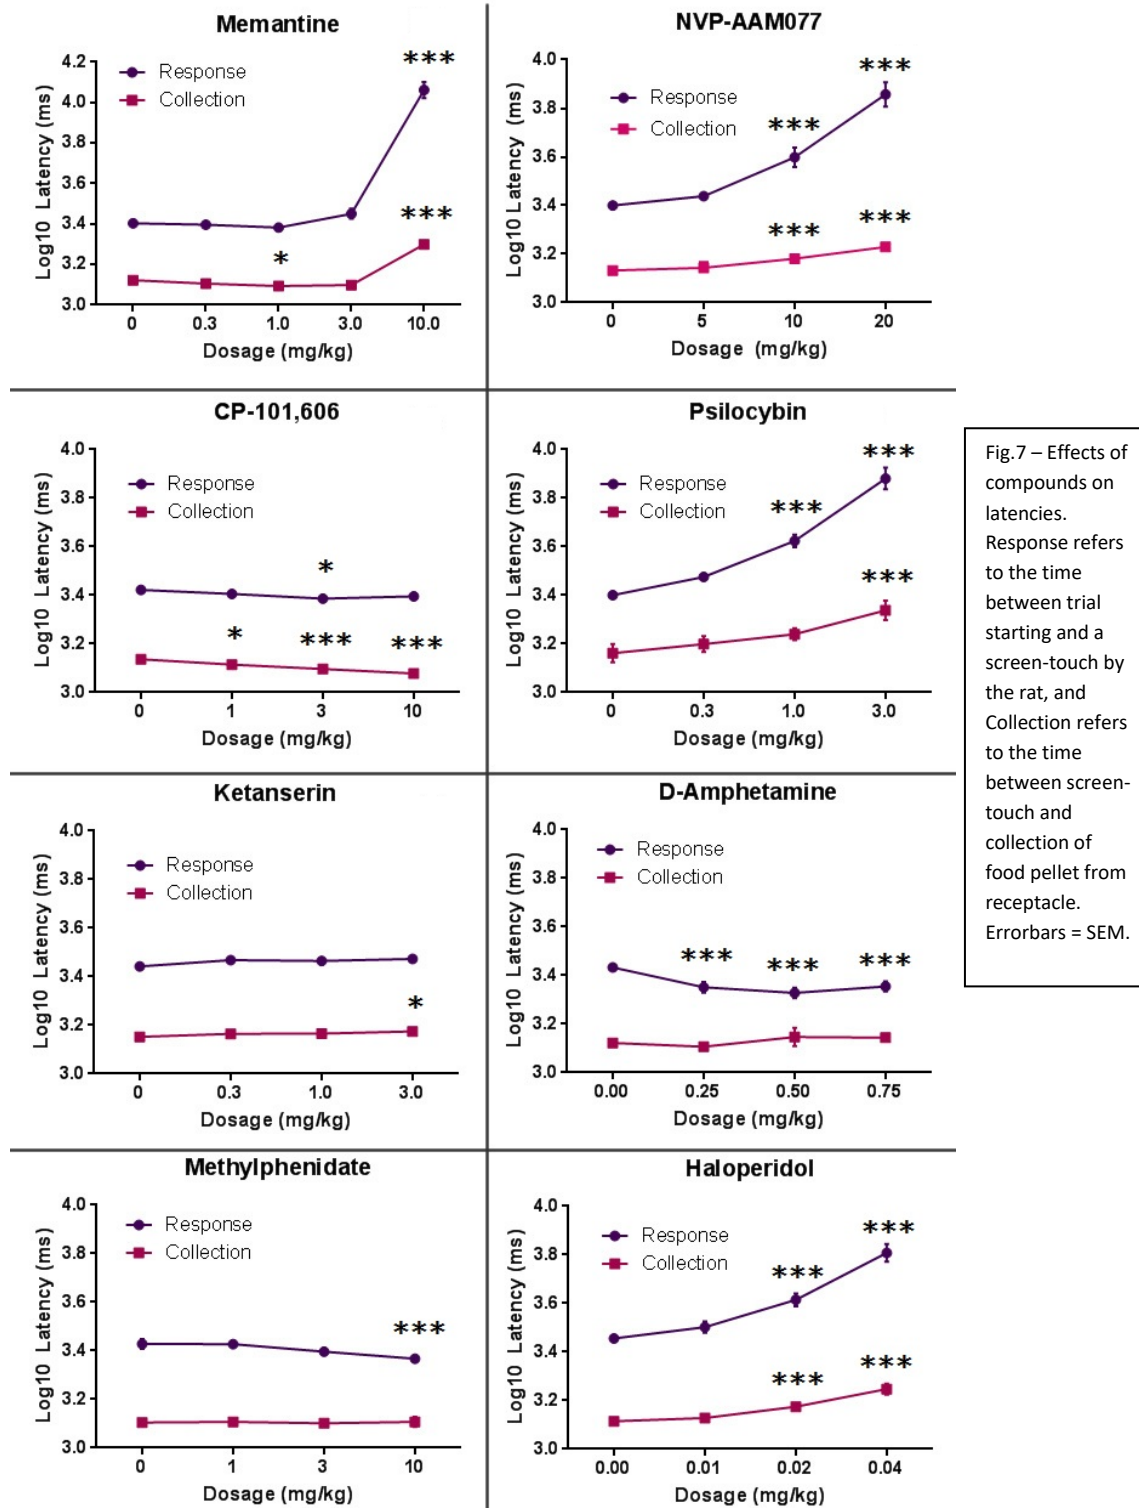 Memantine
Log10 Latency (ms)
4.2
4.0
3.8
3.6
3.4
3.2
3.0
Response
Collection
***
***
*
0 0.3 1.0 3.0 10.0
Dosage (mg/kg)
NVP-AAM077
Log10 Latency (ms)
4.0
3.8
3.6
3.4
3.2
3.0
Response
Collection
***
***
***
***
0 5 10 20
Dosage (mg/kg)
CP-101,606
Log10 Latency (ms)
4.0
3.8
3.6
3.4
3.2
3.0
Response
Collection
*
* *** ***
0 1 3 10
Dosage (mg/kg)
Psilocybin
Log10 Latency (ms)
4.0
3.8
3.6
3.4
3.2
3.0
Response
Collection
***
***
***
0 0.3 1.0 3.0
Dosage (mg/kg)
Ketanserin
Log10 Latency (ms)
4.0
3.8
3.6
3.4
3.2
3.0
Response
Collection
*
0 0.3 1.0 3.0
Dosage (mg/kg)
D-Amphetamine
Log10 Latency (ms)
4.0
3.8
3.6
3.4
3.2
3.0
Response
Collection
*** *** ***
0.00 0.25 0.50 0.75
Dosage (mg/kg)
Methylphenidate
Log10 Latency (ms)
4.0
3.8
3.6
3.4
3.2
3.0
Response
Collection
***
0 1 3 10
Dosage (mg/kg)
Haloperidol
Log10 Latency (ms)
4.0
3.8
3.6
3.4
3.2
3.0
Response
Collection
***
***
***
***
0.00 0.01 0.02 0.04
Dosage (mg/kg)
Fig.7 – Effects of
compounds on
latencies.
Response refers
to the time
between trial
starting and a
screen-touch by
the rat, and
Collection refers
to the time
between screen-
touch and
collection of
food pellet from
receptacle.
Errorbars = SEM.